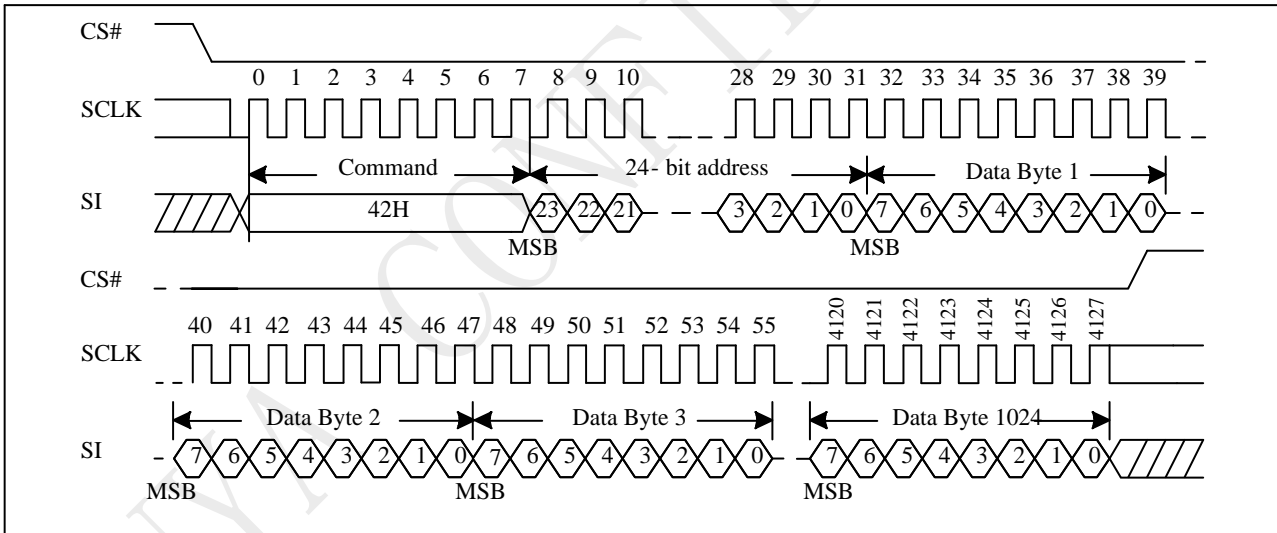 CS#
0 1 2 3 4 5 6 7 8 9 10 28 29 30 31 32 33 34 35 36 37 38 39
SCLK
Command 24- bit address Data Byte 1
SI 42H 23 22 21 3 2 1 0 7 6 5 4 3 2 1 0
MSB MSB
CS#
40 41 42 43 44 45 46 47 48 49 50 51 52 53 54 55 4120 4121 4122 4123 4124 4125 4126 4127
SCLK
Data Byte 2 Data Byte 3 Data Byte 1024
SI 7 6 5 4 3 2 1 0 7 6 5 4 3 2 1 0 7 6 5 4 3 2 1 0
MSB MSB MSB